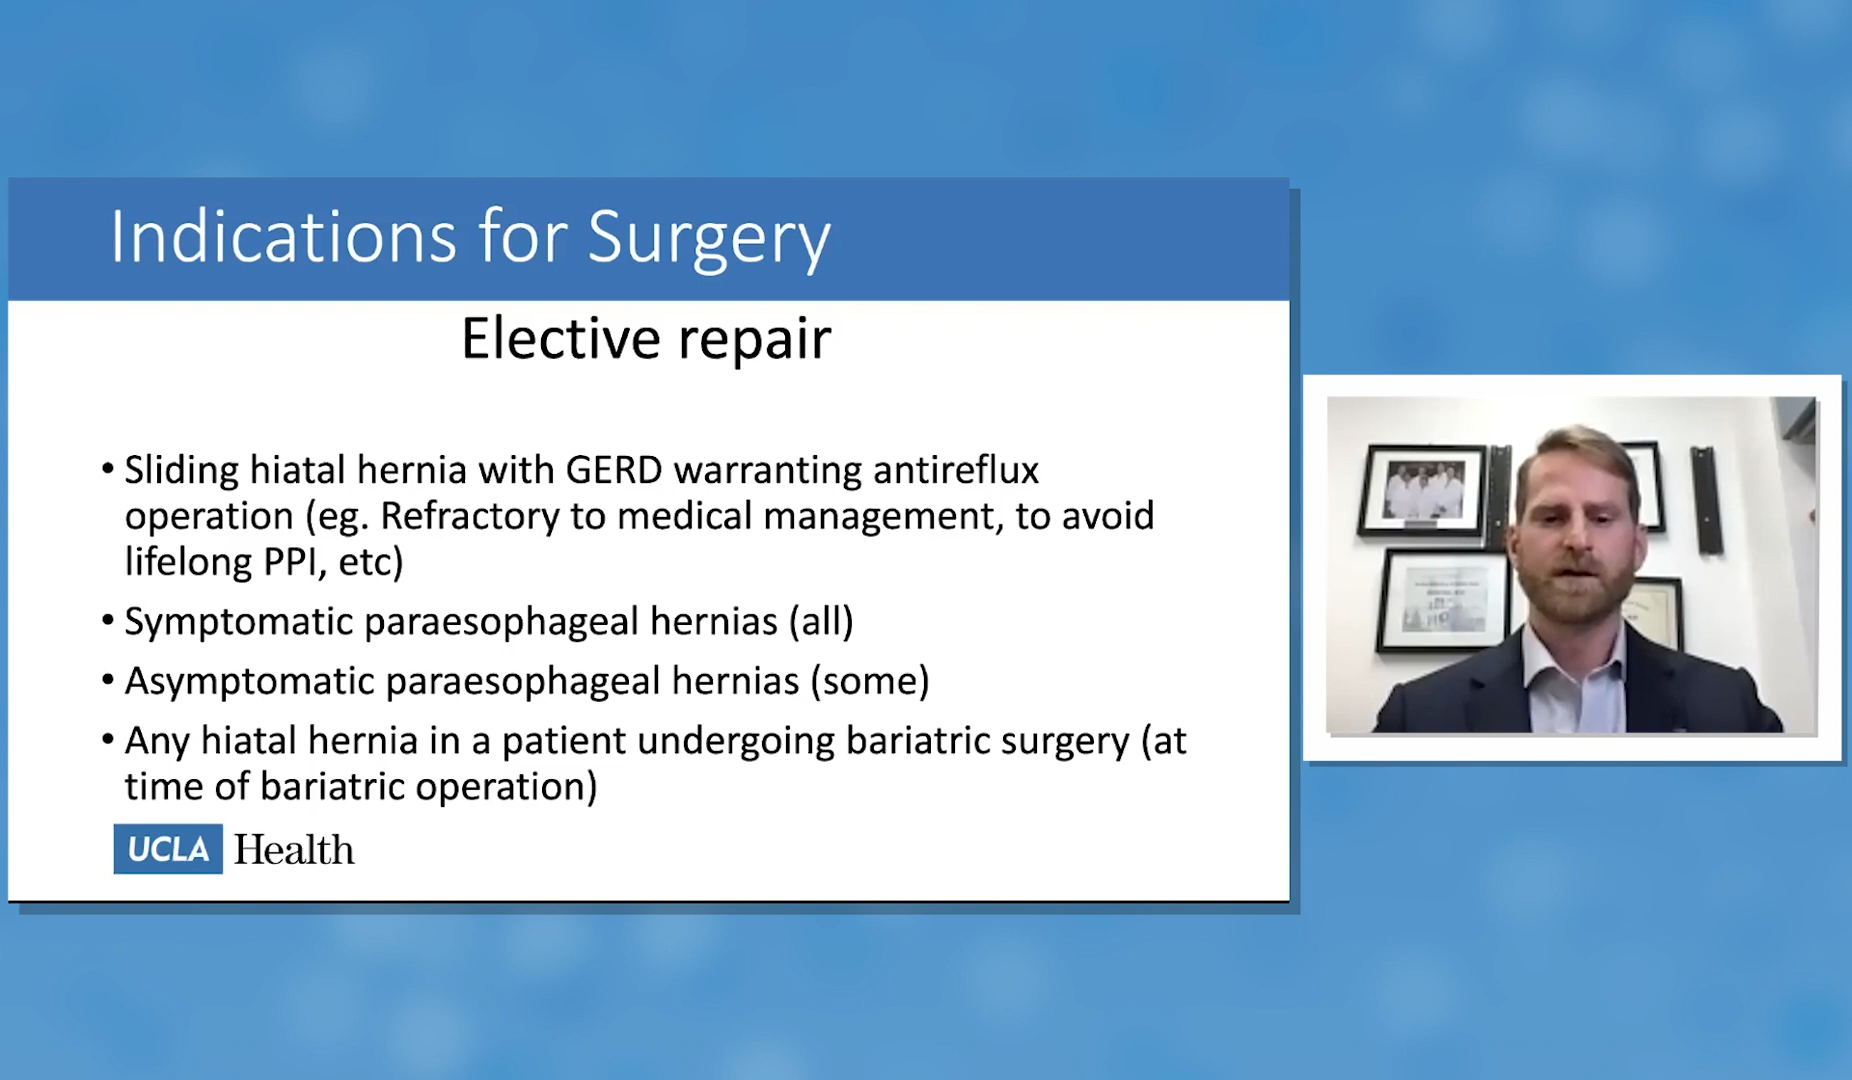 Indications for Surgery
Elective repair
• Sliding hiatal hernia with GERD warranting antireflux
operation (eg. Refractory to medical management, to avoid
lifelong PPI, etc)
• Symptomatic paraesophageal hernias (all)
• Asymptomatic paraesophageal hernias (some)
• Any hiatal hernia in a patient undergoing bariatric surgery (at
time of bariatric operation)
UCLA Health